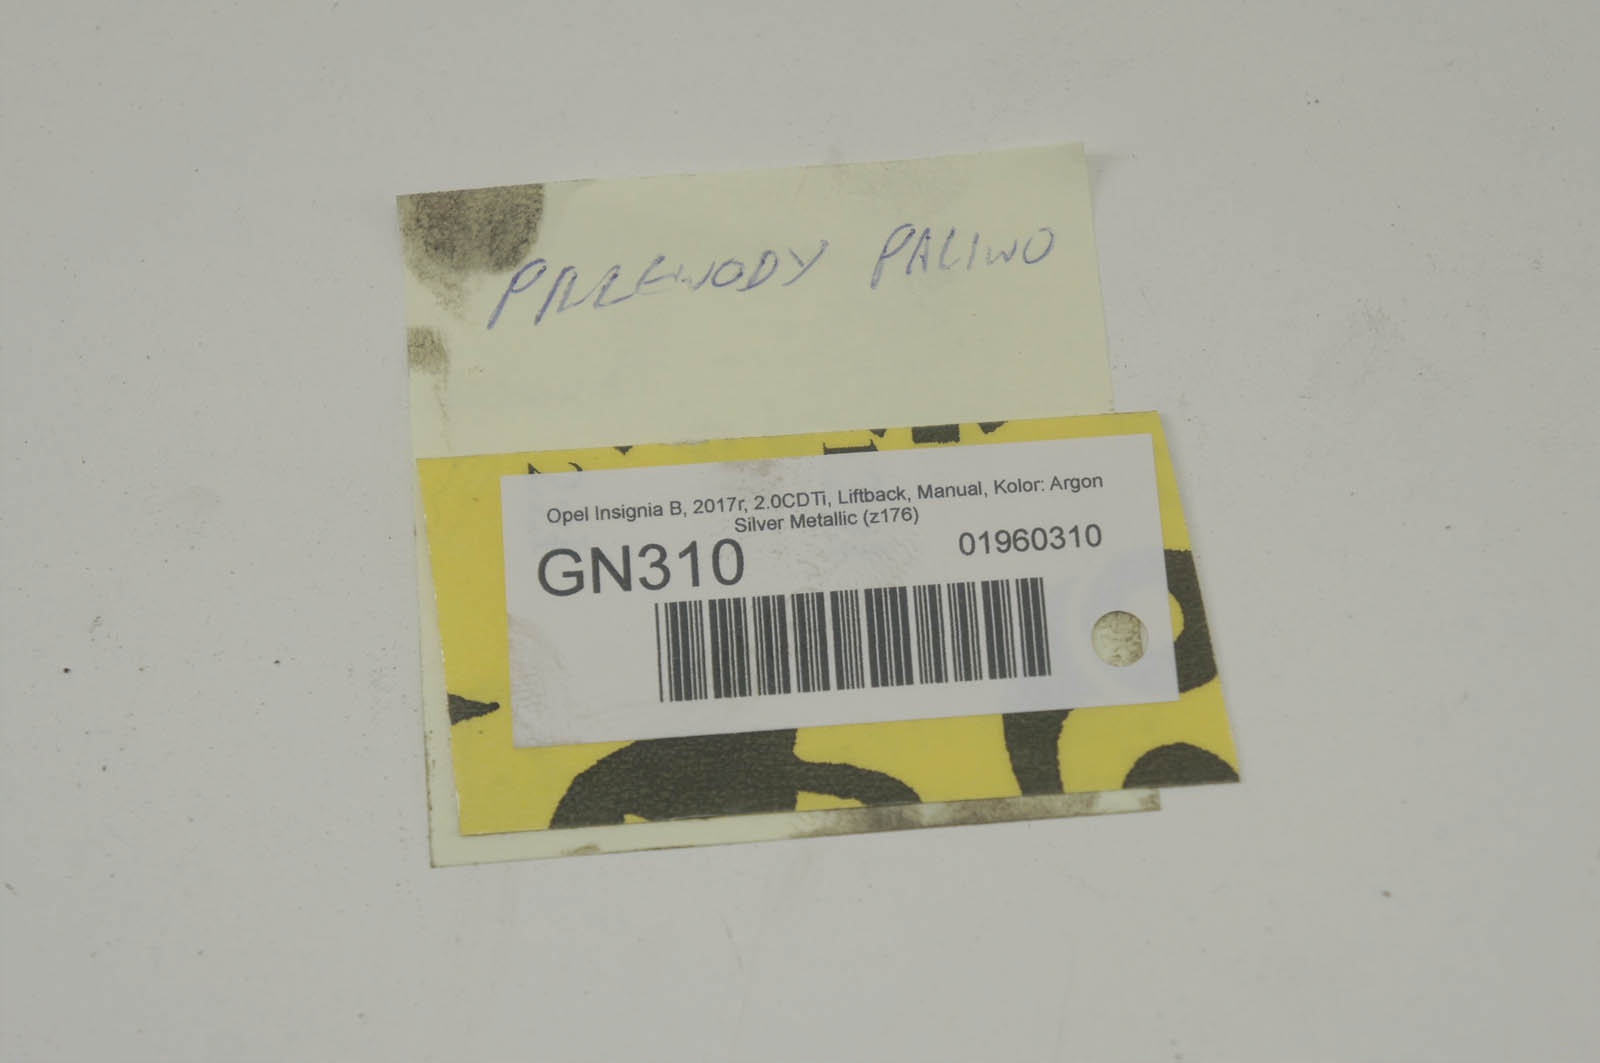 PRZEWODY PALIWO
Opel Insignia B, 2017r, 2.0CDTi, Liftback, Manual, Kolor: Argon
Silver Metallic (z176)
GN310
01960310